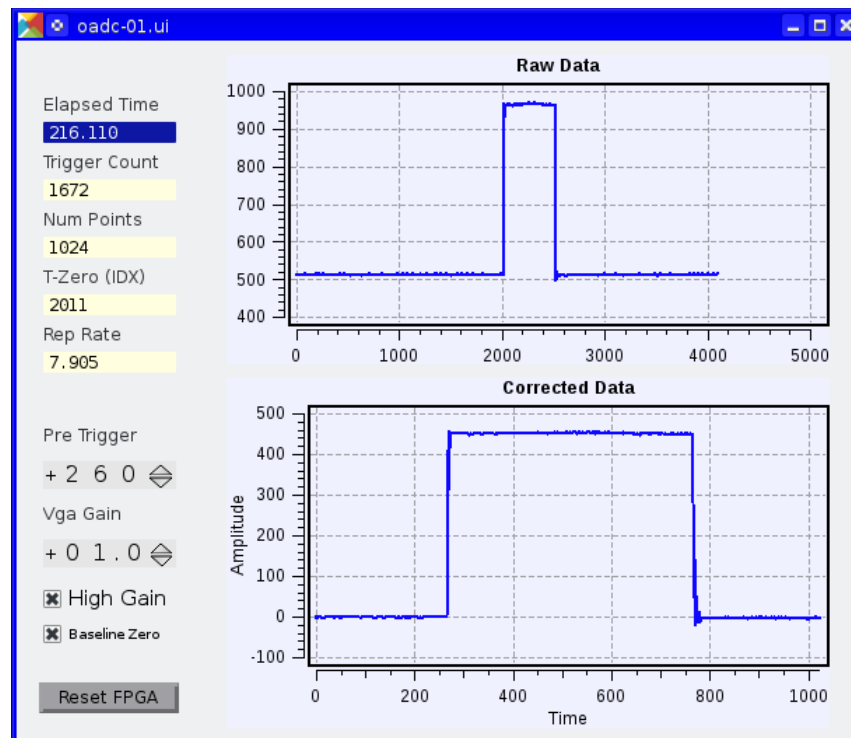 oadc-01.ui
Elapsed Time
216.110
Trigger Count
1672
Num Points
1024
T-Zero (IDX)
2011
Rep Rate
7.905
Pre Trigger
+260
Vga Gain
+01.0
High Gain
Baseline Zero
Reset FPGA
Raw Data
1000
900
800
700
600
500
400
0 1000 2000 3000 4000 5000
Corrected Data
Amplitude
500
400
300
200
100
0
-100
0 200 400 600 800 1000
Time